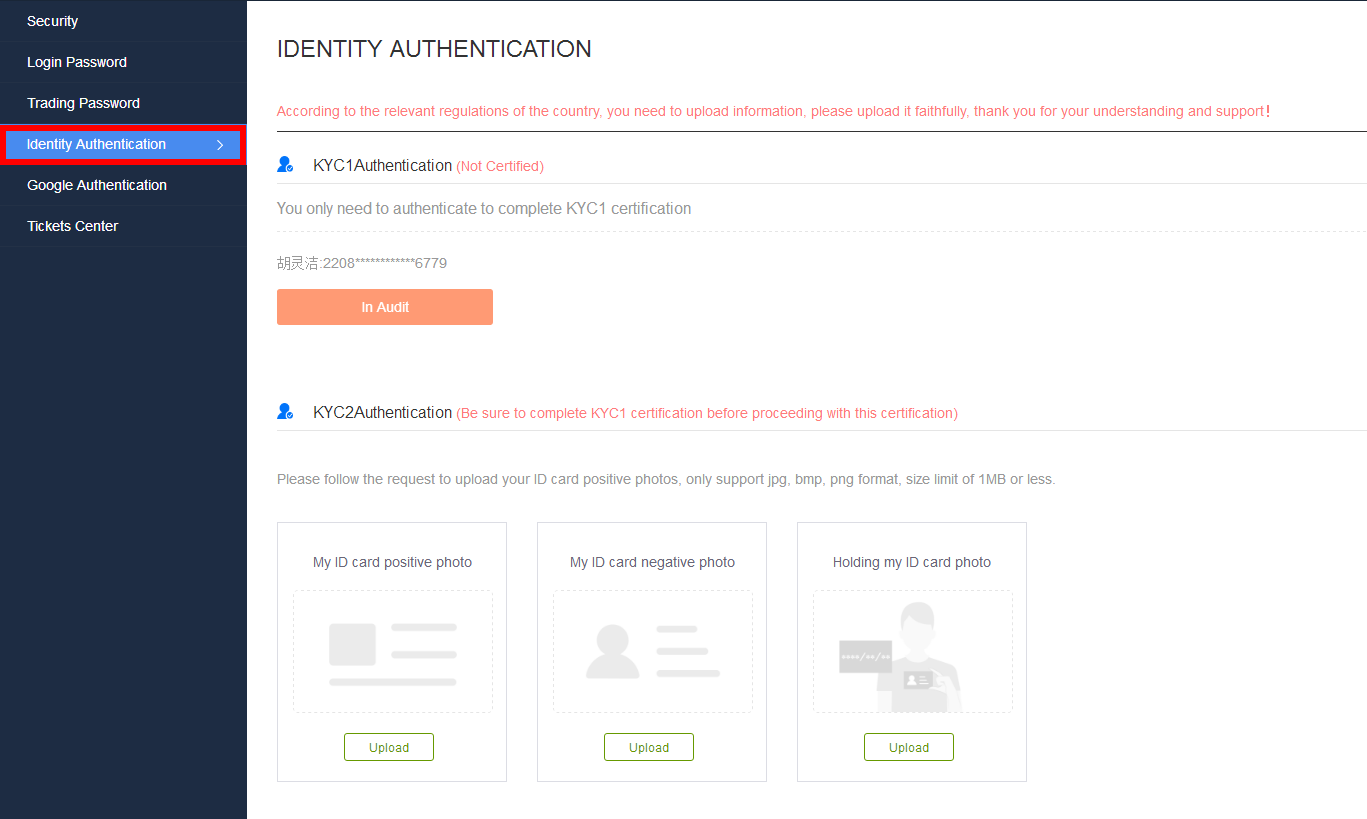 Security
Login Password
Trading Password
Identity Authentication
Google Authentication
Tickets Center
IDENTITY AUTHENTICATION
According to the relevant regulations of the country, you need to upload information, please upload it faithfully, thank you for your understanding and support！
KYC1Authentication (Not Certified)
You only need to authenticate to complete KYC1 certification
胡灵洁:2208************6779
In Audit
KYC2Authentication (Be sure to complete KYC1 certification before proceeding with this certification)
Please follow the request to upload your ID card positive photos, only support jpg, bmp, png format, size limit of 1MB or less.
My ID card positive photo
Upload
My ID card negative photo
Upload
Holding my ID card photo
****/**/**
Upload